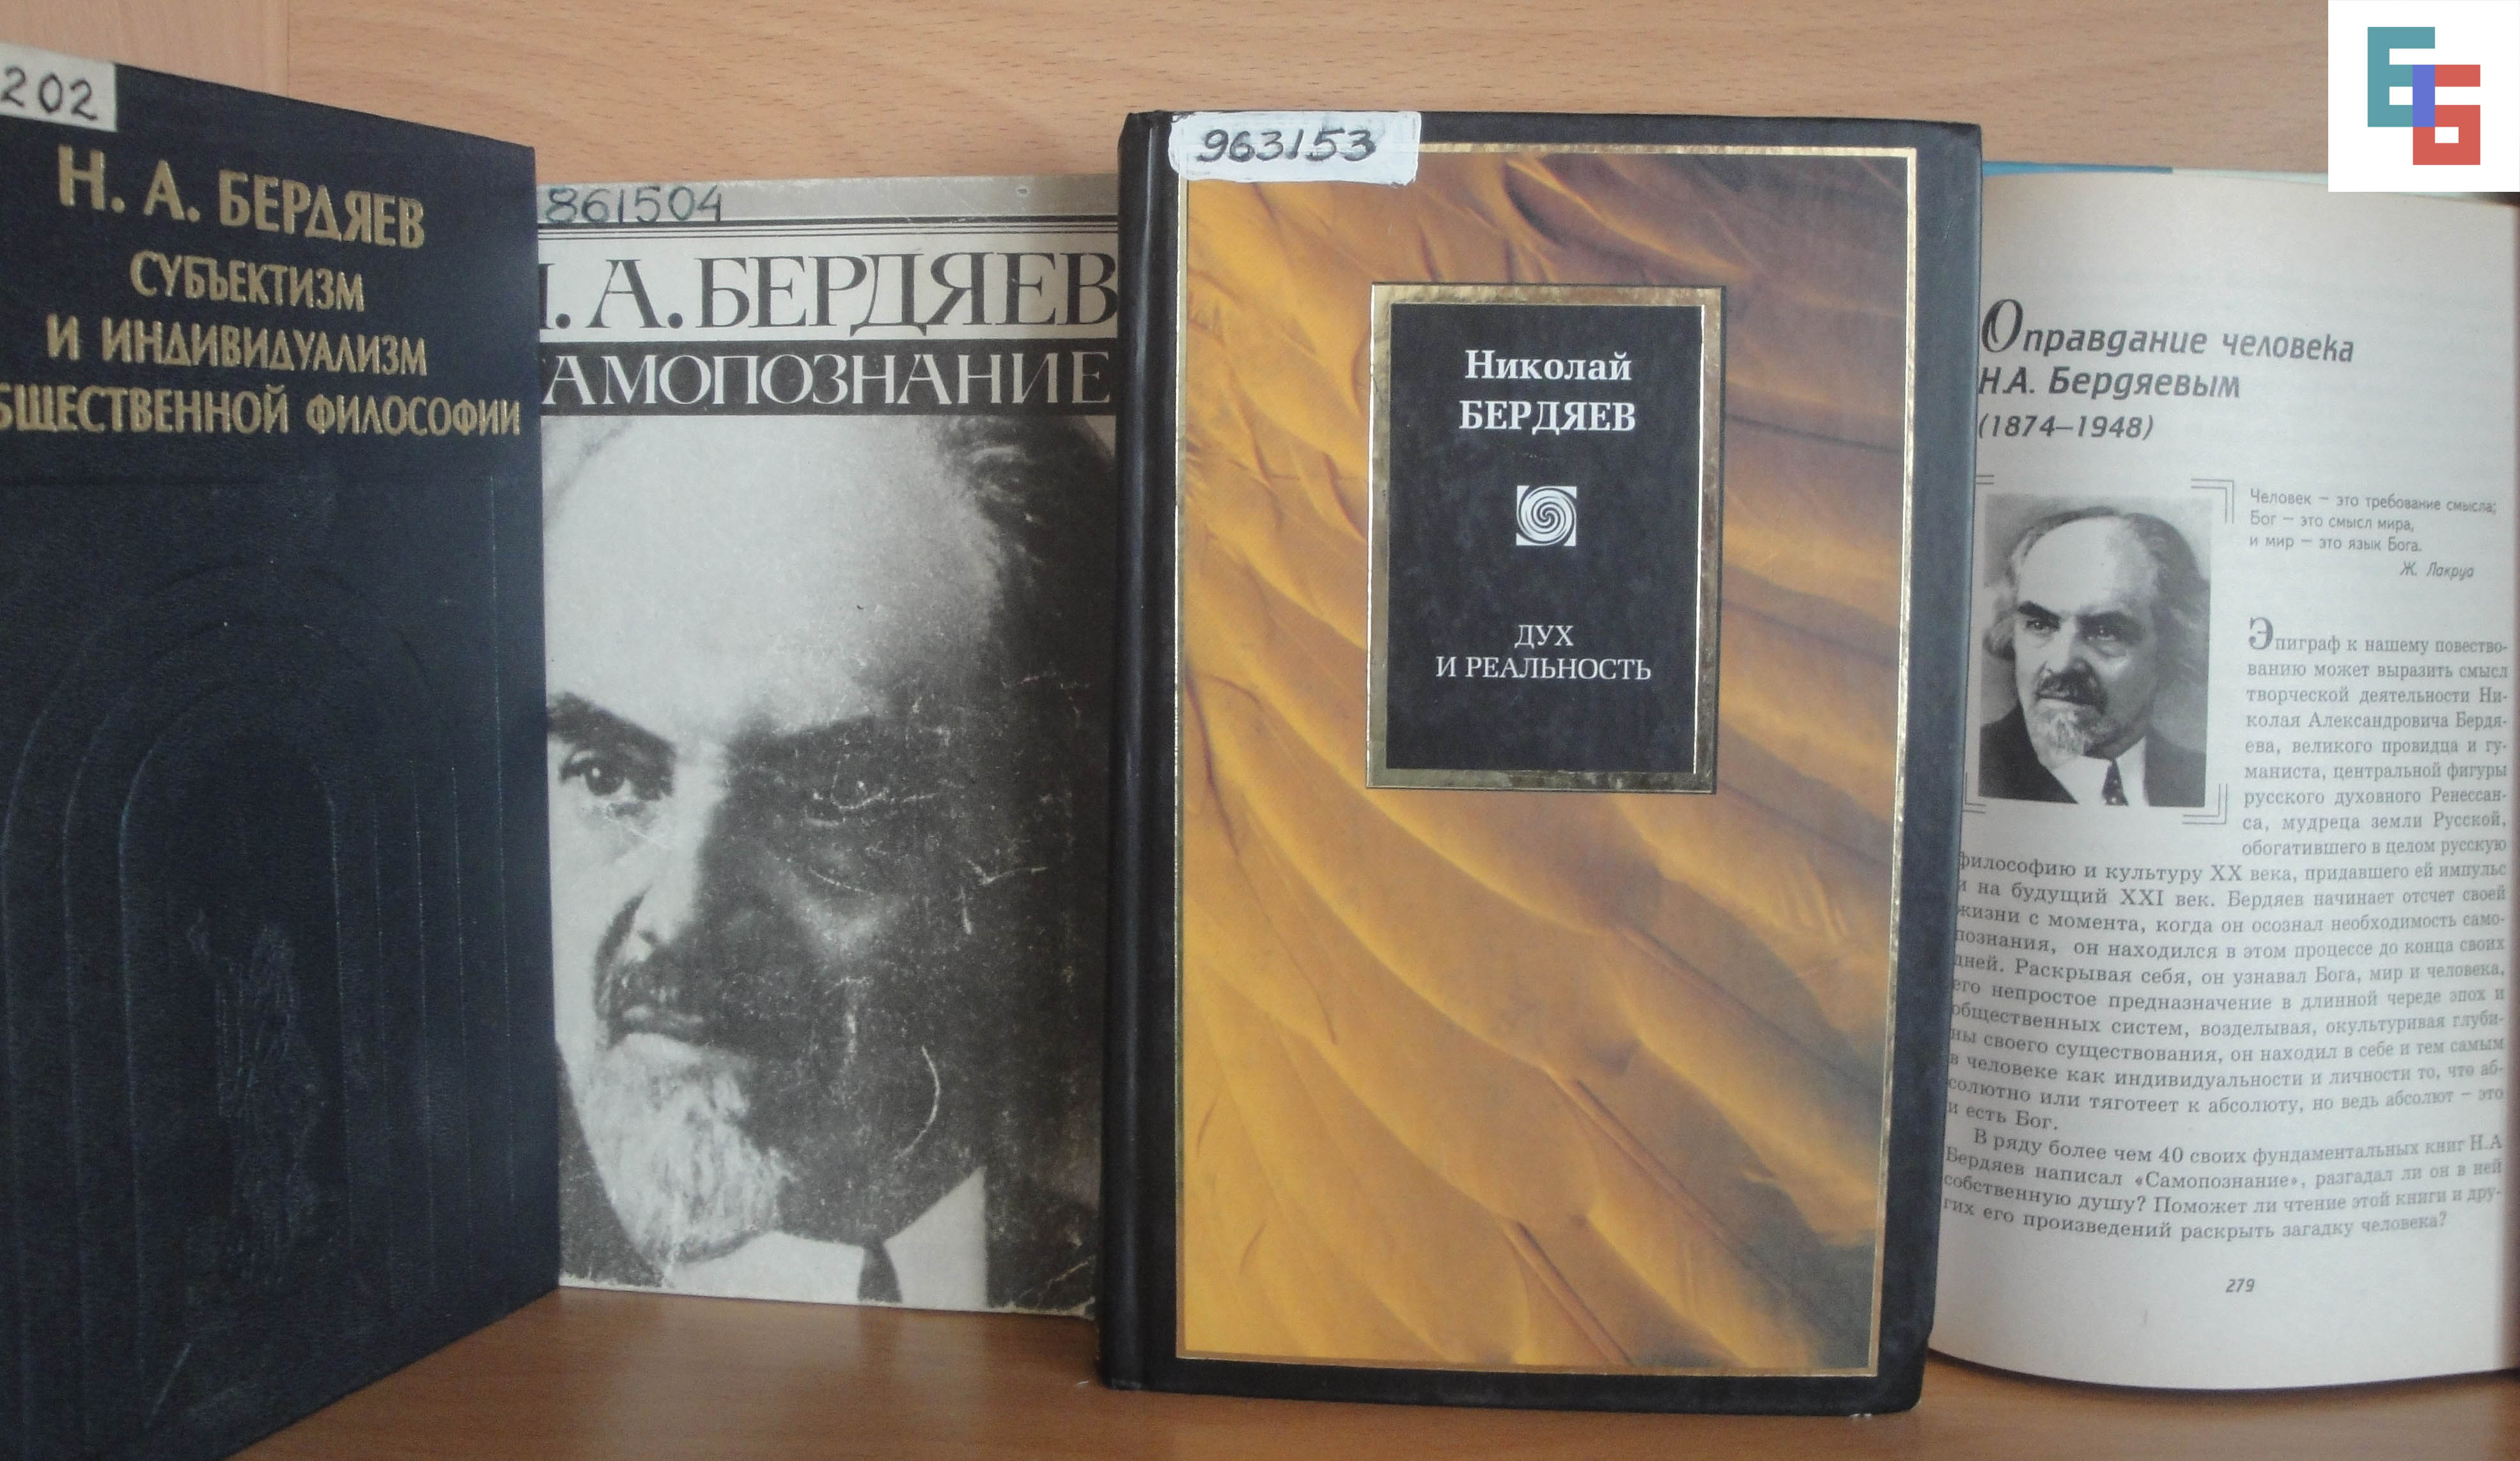 202
Н. А. БЕРДЯЕВ
СУБЪЕКТИЗМ
И ИНДИВИДУАЛИЗМ
БЩЕСТВЕННОЙ ФИЛОСОФИИ
861504
. А. БЕРДЯЕВ
АМОПОЗНАНИЕ
963153
Николай
БЕРДЯЕВ
ДУХ
И РЕАЛЬНОСТЬ
ЕБ
Оправдание человека
Н.А. Бердяевым
(1874–1948)
Человек – это требование смысла;
Бог – это смысл мира,
и мир – это язык Бога.
Ж. Лакруа
Эпиграф к нашему повество-
ванию может выразить смысл
творческой деятельности Ни-
колая Александровича Бердя-
ева, великого провидца и гу-
маниста, центральной фигуры
русского духовного Ренессан-
са, мудреца земли Русской,
обогатившего в целом русскую
философию и культуру XX века, придавшего ей импульс
и на будущий XXI век. Бердяев начинает отсчет своей
жизни с момента, когда он осознал необходимость само-
познания, он находился в этом процессе до конца своих
дней. Раскрывая себя, он узнавал Бога, мир и человека,
его непростое предназначение в длинной череде эпох и
общественных систем, возделывая, окультуривая глуби-
ны своего существования, он находил в себе и тем самым
в человеке как индивидуальности и личности то, что аб-
солютно или тяготеет к абсолюту, но ведь абсолют – это
и есть Бог.
В ряду более чем 40 своих фундаментальных книг Н.А
Бердяев написал «Самопознание», разгадал ли он в ней
собственную душу? Поможет ли чтение этой книги и дру-
гих его произведений раскрыть загадку человека?
279